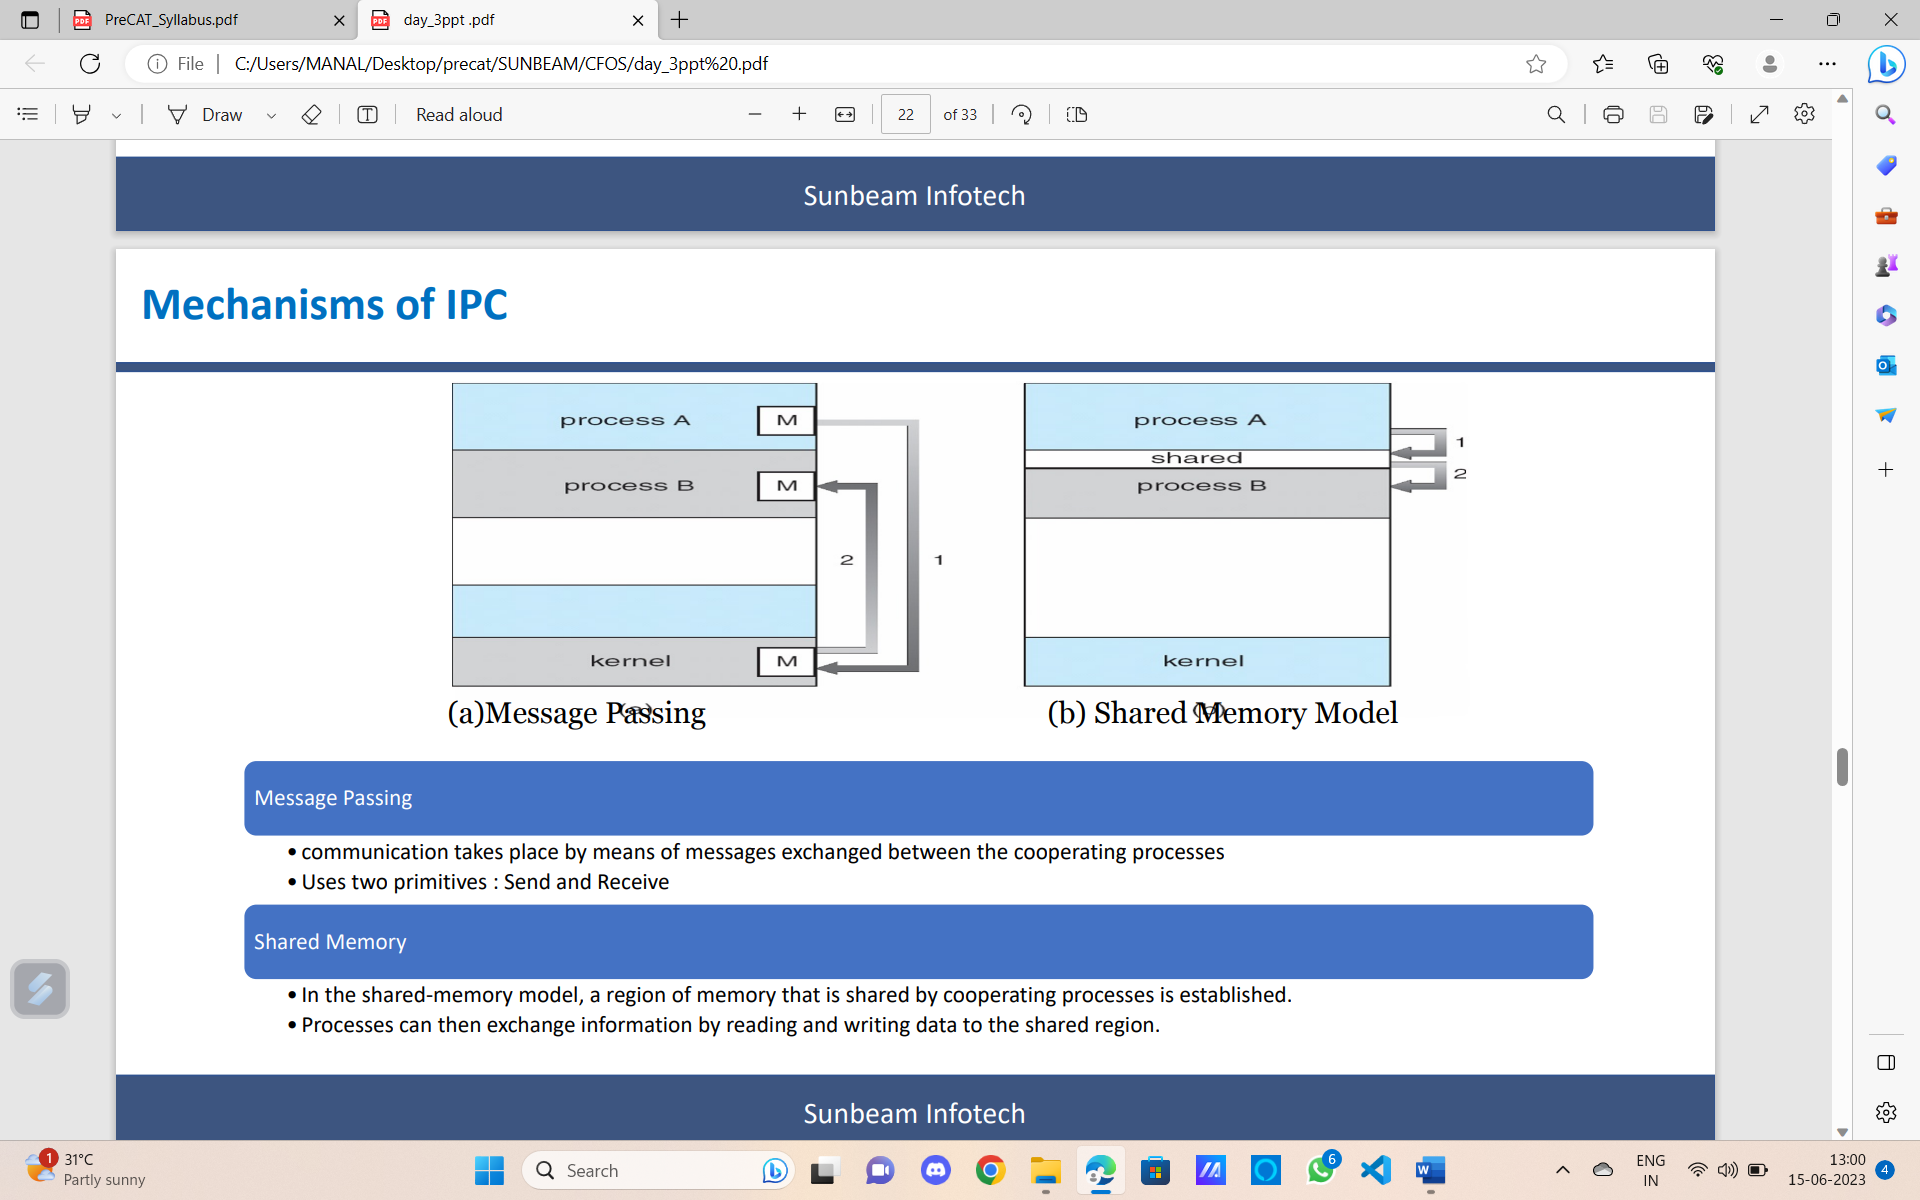 PreCAT_Syllabus.pdf
day_3ppt .pdf
File
C:/Users/MANAL/Desktop/precat/SUNBEAM/CFOS/day_3ppt%20.pdf
Draw
Read aloud
22 of 33
Sunbeam Infotech
Mechanisms of IPC
process A M
process B M
2 1
kernel M
(a)Message Passing
process A
shared
process B
1
2
kernel
(b) Shared Memory Model
Message Passing
• communication takes place by means of messages exchanged between the cooperating processes
• Uses two primitives : Send and Receive
Shared Memory
• In the shared-memory model, a region of memory that is shared by cooperating processes is established.
• Processes can then exchange information by reading and writing data to the shared region.
Sunbeam Infotech
1
31°C
Partly sunny
Search
6
ENG
IN
13:00
15-06-2023
4